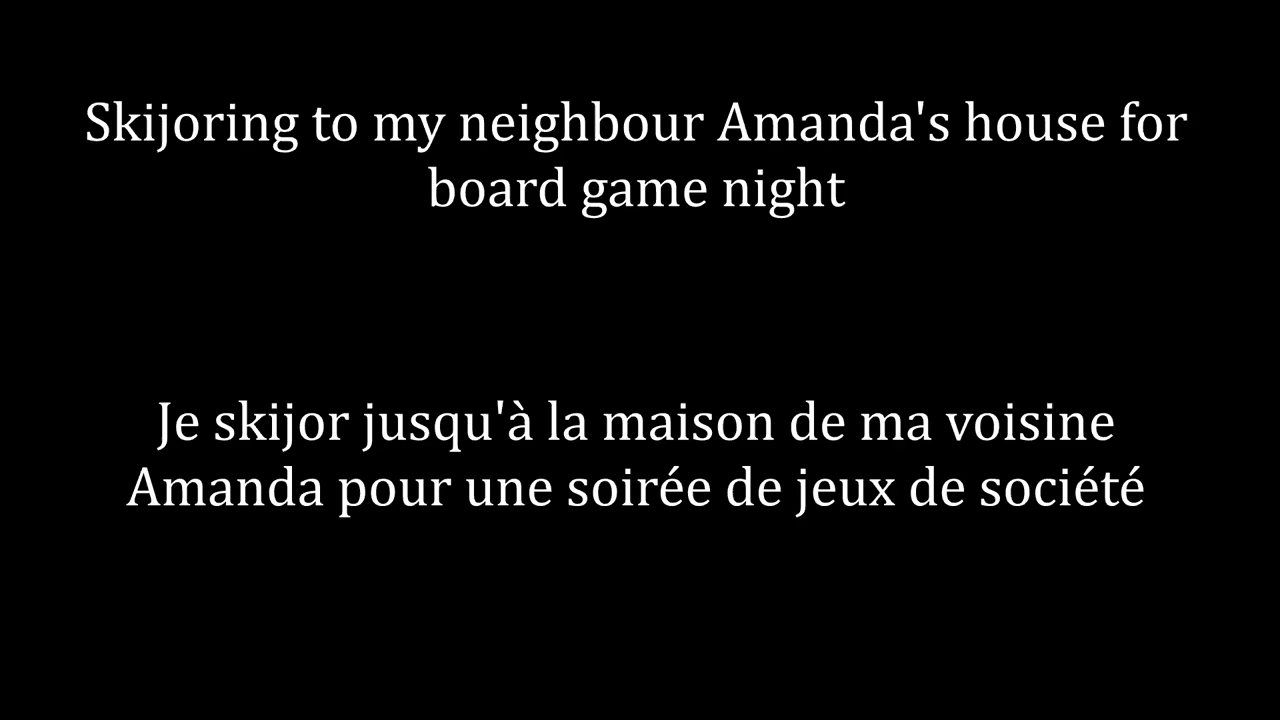 Skijoring to my neighbour Amanda's house for
board game night
Je skijor jusqu'à la maison de ma voisine
Amanda pour une soirée de jeux de société